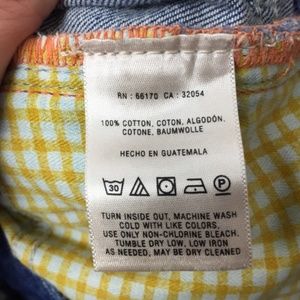 RN : 66170 CA : 32054
100% COTTON, COTON, ALGODÓN.
COTONE, BAUMWOLLE
HECHO EN GUATEMALA
30 P
TURN INSIDE OUT, MACHINE WASH
COLD WITH LIKE COLORS,
USE ONLY NON-CHLORINE BLEACH.
TUMBLE DRY LOW, LOW IRON
AS NEEDED, MAY BE DRY CLEANED